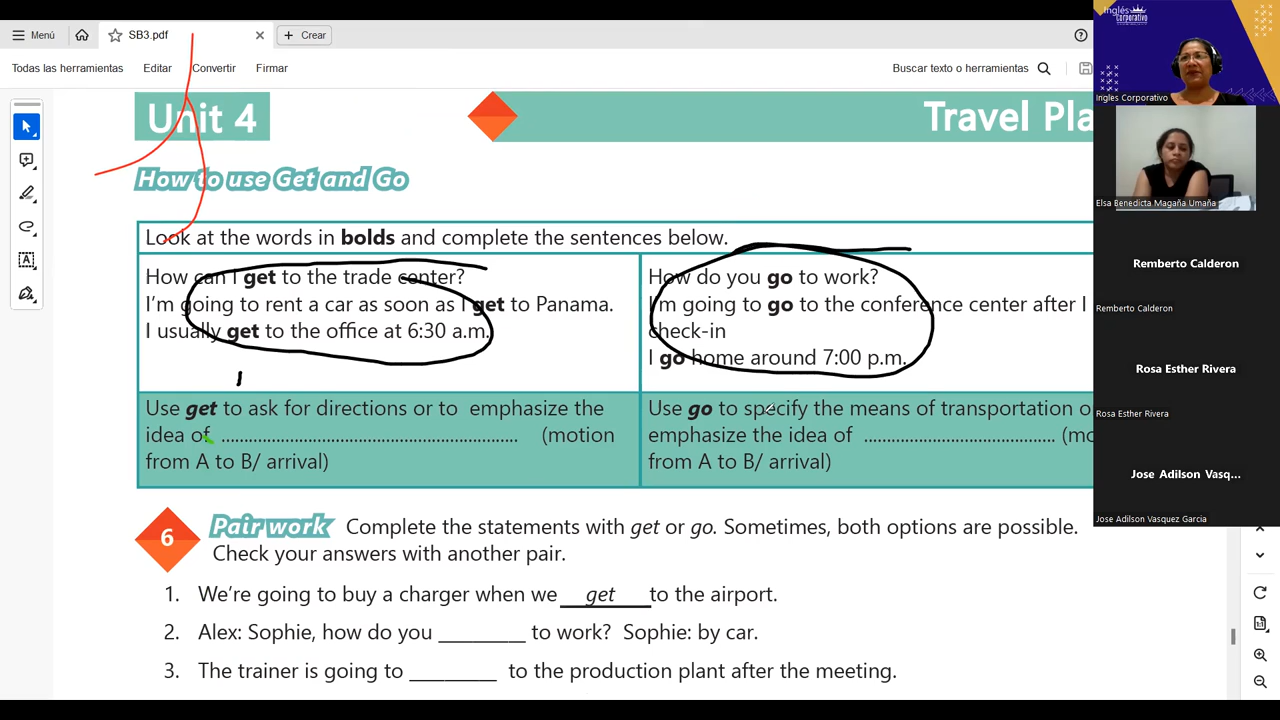 Menú
SB3.pdf
Crear
Todas las herramientas
Editar
Convertir
Firmar
Buscar texto o herramientas
Unit 4
Travel Pla
How to use Get and Go
Look at the words in bolds and complete the sentences below.
How can I get to the trade center?
I'm going to rent a car as soon as I get to Panama.
I usually get to the office at 6:30 a.m.
How do you go to work?
I'm going to go to the conference center after I
check-in
I go home around 7:00 p.m.
Use get to ask for directions or to emphasize the
idea of ........................................................ (motion
from A to B/ arrival)
Use go to specify the means of transportation o
emphasize the idea of ......................................... (mo
from A to B/ arrival)
6
Pair work Complete the statements with get or go. Sometimes, both options are possible.
Check your answers with another pair.
1. We're going to buy a charger when we __get__ to the airport.
2. Alex: Sophie, how do you ________ to work? Sophie: by car.
3. The trainer is going to ________ to the production plant after the meeting.
Inglés
Corporativo
Inglés Corporativo
Elsa Benedicta Magaña Umaña
Remberto Calderon
Remberto Calderon
Rosa Esther Rivera
Rosa Esther Rivera
Jose Adilson Vasq...
Jose Adilson Vasquez Garcia